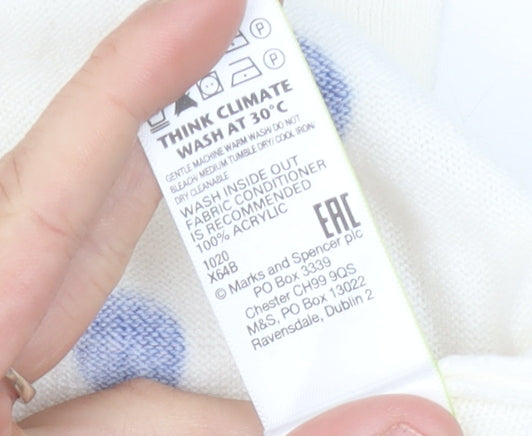 P
P
THINK CLIMATE
WASH AT 30°C
GENTLE MACHINE WARM WASH/ DO NOT
BLEACH/ MEDIUM TUMBLE DRY/ COOL IRON/
DRY CLEANABLE
WASH INSIDE OUT
FABRIC CONDITIONER
IS RECOMMENDED
100% ACRYLIC
1020
X64B
EAC
© Marks and Spencer plc
PO Box 3339
Chester CH99 9QS
M&S, PO Box 13022
Ravensdale, Dublin 2